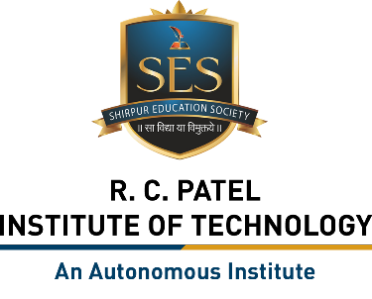 SES
SHIRPUR EDUCATION SOCIETY
॥ सा विद्या या विमुक्तये ॥
R. C. PATEL
INSTITUTE OF TECHNOLOGY
An Autonomous Institute